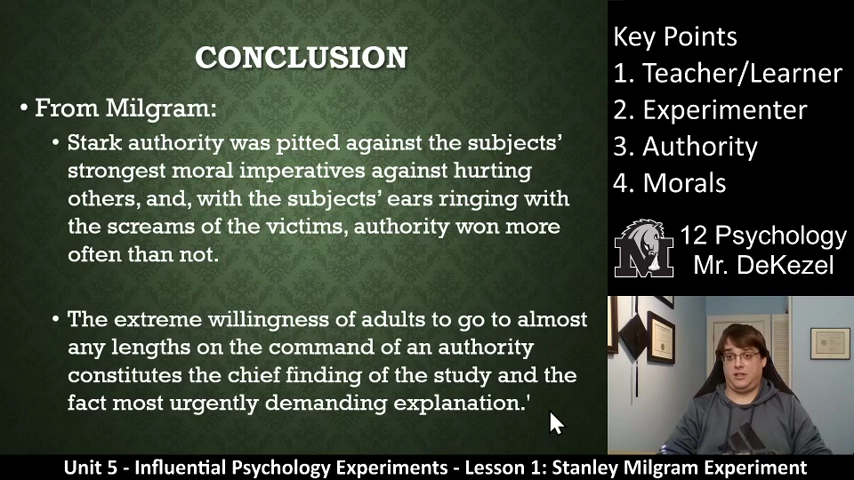 CONCLUSION
• From Milgram:
• Stark authority was pitted against the subjects'
strongest moral imperatives against hurting
others, and, with the subjects' ears ringing with
the screams of the victims, authority won more
often than not.
• The extreme willingness of adults to go to almost
any lengths on the command of an authority
constitutes the chief finding of the study and the
fact most urgently demanding explanation.'
Key Points
1. Teacher/Learner
2. Experimenter
3. Authority
4. Morals
M
12 Psychology
Mr. DeKezel
Unit 5 - Influential Psychology Experiments - Lesson 1: Stanley Milgram Experiment